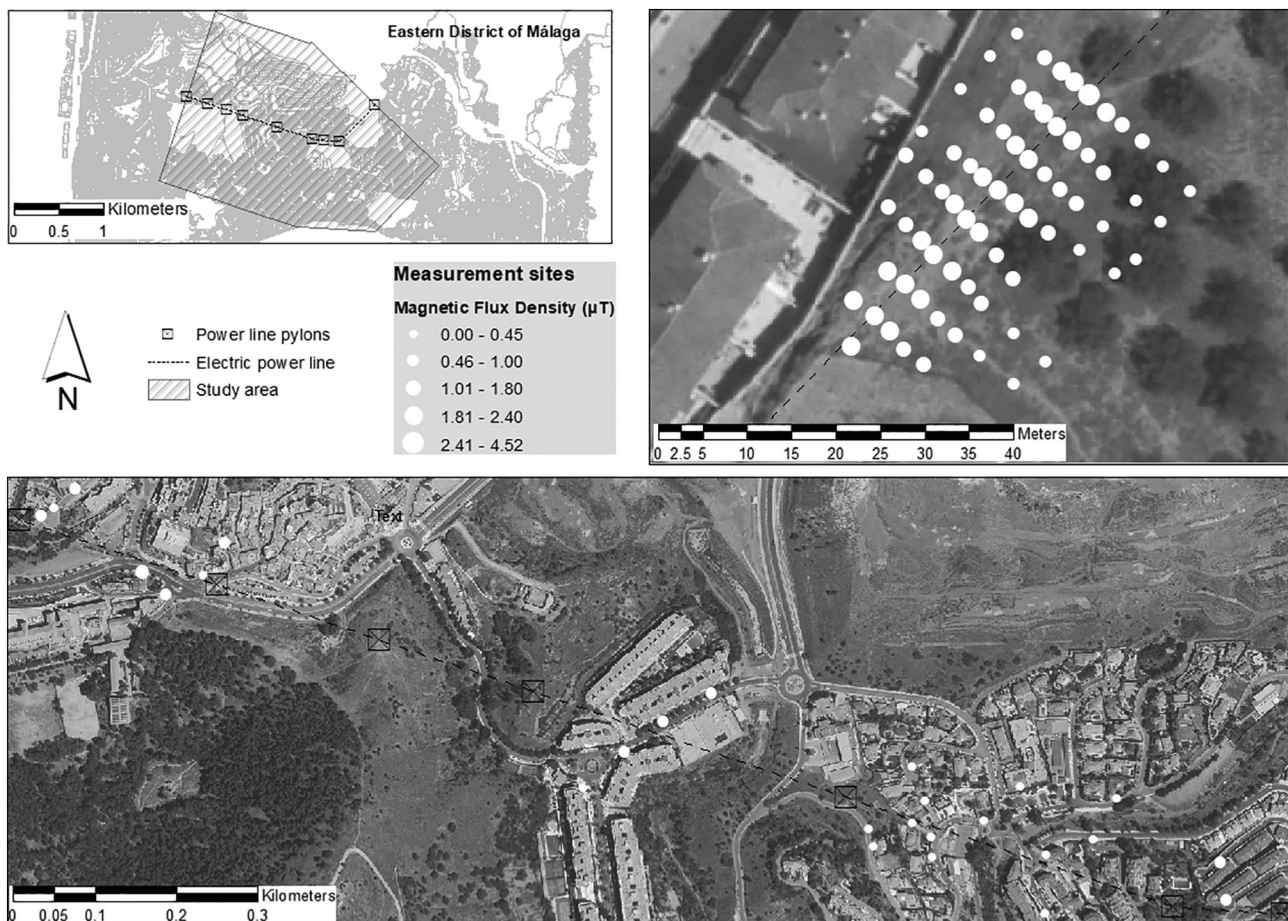 Eastern District of Málaga
Kilometers
0 0.5 1
Measurement sites
Magnetic Flux Density (µT)
0.00 - 0.45
0.46 - 1.00
1.01 - 1.80
1.81 - 2.40
2.41 - 4.52
Power line pylons
Electric power line
Study area
N
Meters
0 2.5 5 10 15 20 25 30 35 40
Text
Kilometers
0 0.05 0.1 0.2 0.3